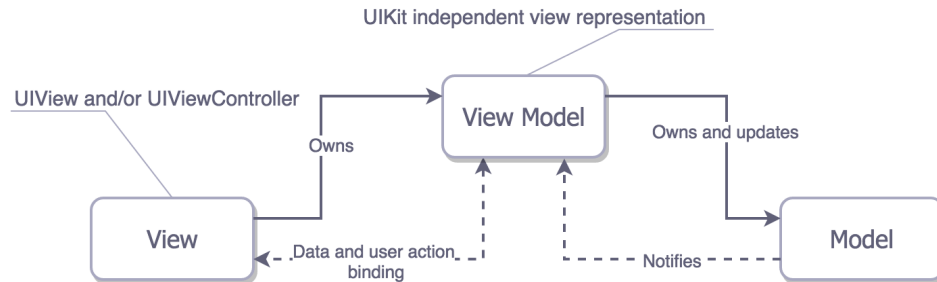 UIKit independent view representation
UIView and/or UIViewController
View Model
Owns
Owns and updates
View
Data and user action
binding
Notifies
Model